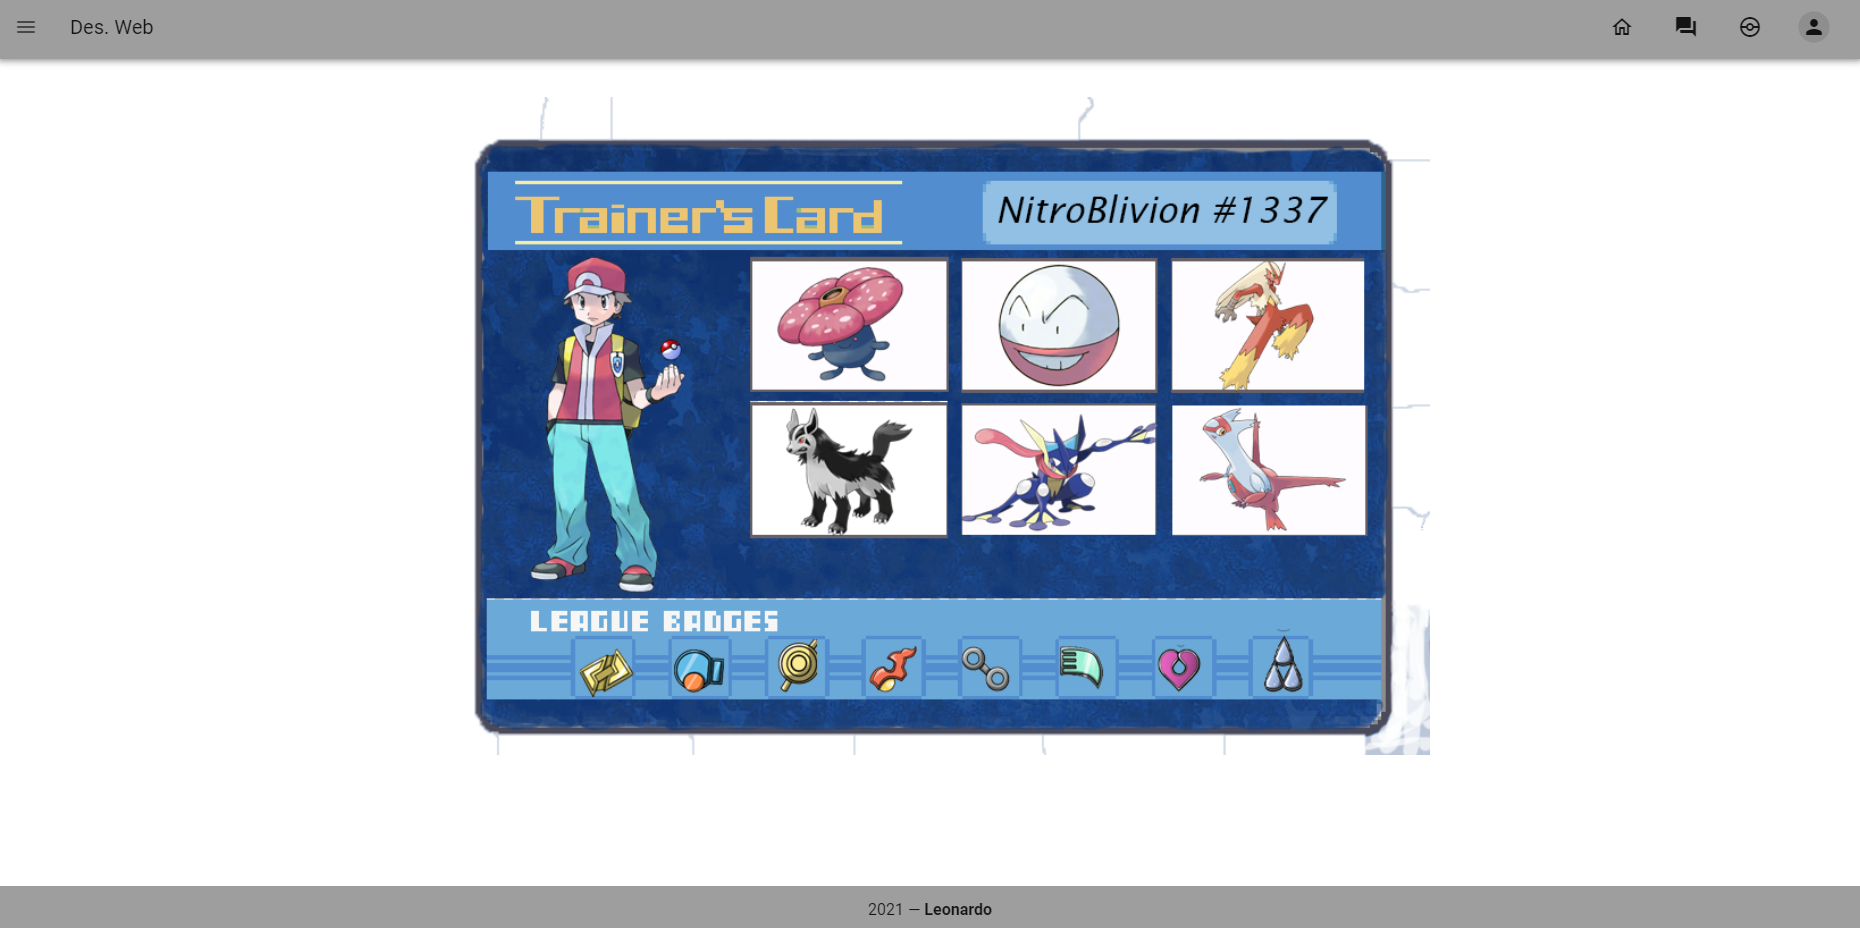 Des. Web
Trainer's Card
NitroBlivion #1337
LEAGUE BADGES
2021 — Leonardo